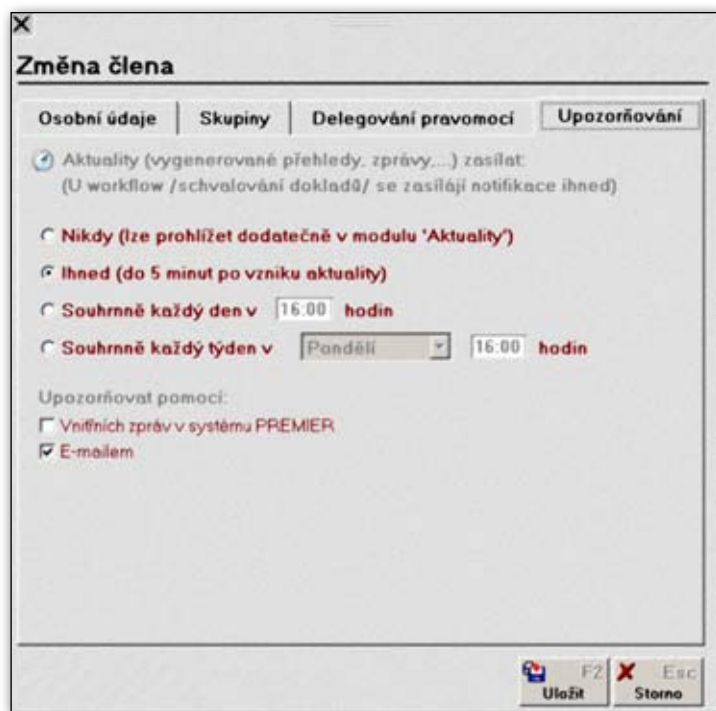 Změna člena
Osobní údaje Skupiny Delegování pravomocí Upozorňování
Aktuality (vygenerované přehledy, zprávy,...) zasílat:
(U workflow /schvalování dokladů/ se zasílájí notifikace ihned)
Nikdy (lze prohlížet dodatečně v modulu 'Aktuality')
Ihned (do 5 minut po vzniku aktuality)
Souhrnně každý den v 16:00 hodin
Souhrnně každý týden v Pondělí 16:00 hodin
Upozorňovat pomocí:
Vnitřních zpráv v systému PREMIER
E-mailem
F2 Esc
Uložit Storno